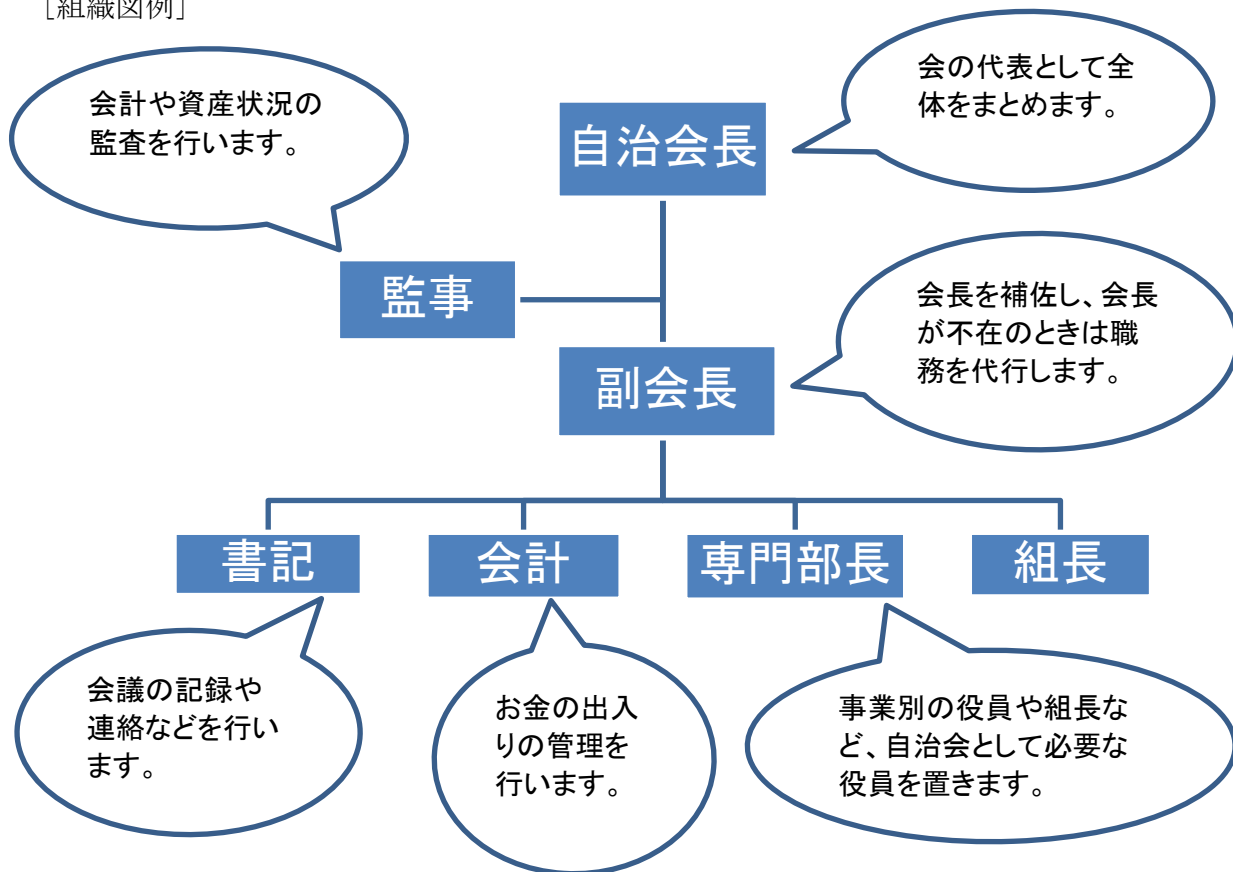 ［組織図例］
会の代表として全
体をまとめます。
会計や資産状況の
監査を行います。
自治会長
監事
会長を補佐し、会長
が不在のときは職
務を代行します。
副会長
書記
会計
専門部長
組長
会議の記録や
連絡などを行い
ます。
お金の出入
りの管理を
行います。
事業別の役員や組長な
ど、自治会として必要な
役員を置きます。